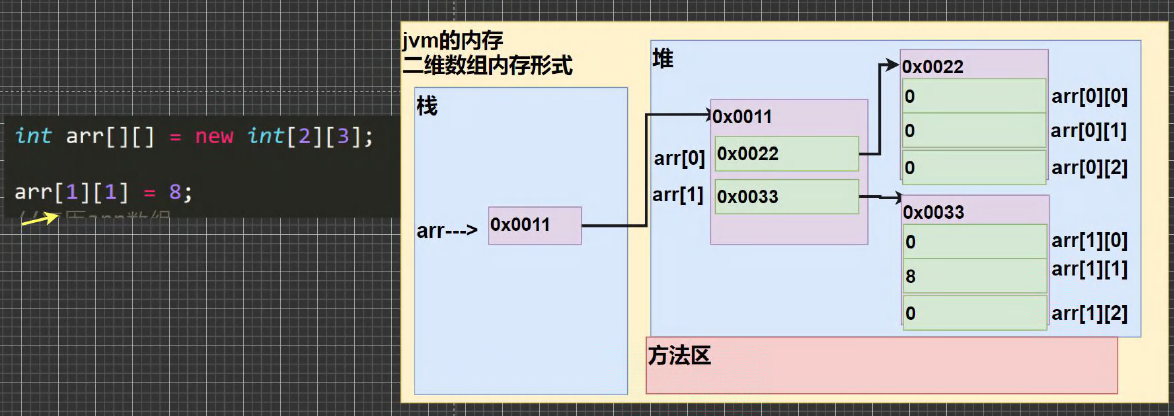 int arr[][] = new int[2][3];
arr[1][1] = 8;
jvm的内存
二维数组内存形式
栈
arr--->
0x0011
堆
0x0011
arr[0]
0x0022
arr[1]
0x0033
0x0022
0
arr[0][0]
0
arr[0][1]
0
arr[0][2]
0x0033
0
arr[1][0]
8
arr[1][1]
0
arr[1][2]
方法区